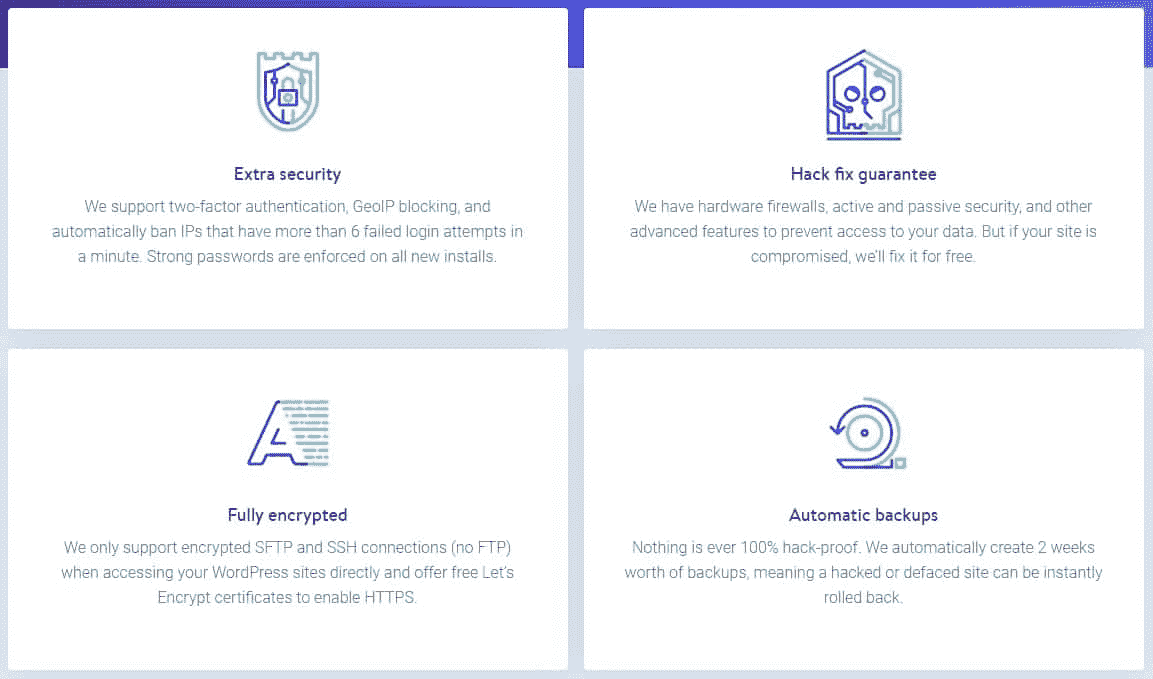 Extra security
We support two-factor authentication, GeoIP blocking, and
automatically ban IPs that have more than 6 failed login attempts in
a minute. Strong passwords are enforced on all new installs.
Hack fix guarantee
We have hardware firewalls, active and passive security, and other
advanced features to prevent access to your data. But if your site is
compromised, we'll fix it for free.
Fully encrypted
We only support encrypted SFTP and SSH connections (no FTP)
when accessing your WordPress sites directly and offer free Let's
Encrypt certificates to enable HTTPS.
Automatic backups
Nothing is ever 100% hack-proof. We automatically create 2 weeks
worth of backups, meaning a hacked or defaced site can be instantly
rolled back.